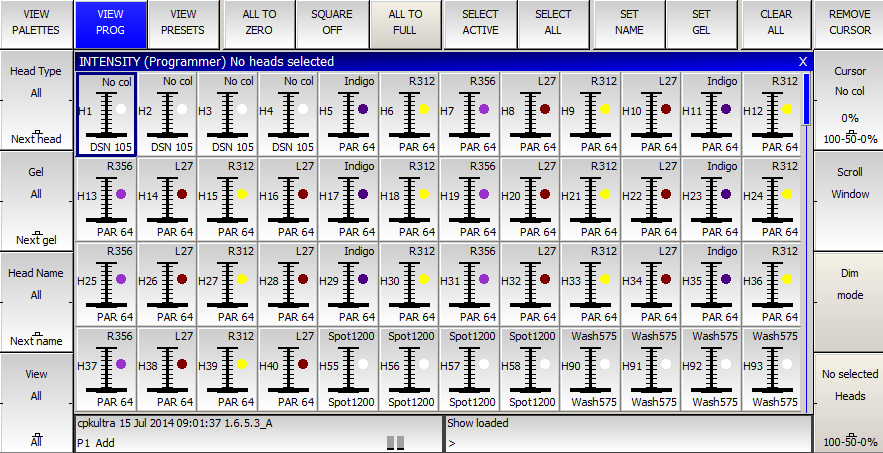 VIEW PALETTES
VIEW PROG
VIEW PRESETS
ALL TO ZERO
SQUARE OFF
ALL TO FULL
SELECT ACTIVE
SELECT ALL
SET NAME
SET GEL
CLEAR ALL
REMOVE CURSOR
Head Type
All
Next head
Gel
All
Next gel
Head Name
All
Next name
View
All
All
INTENSITY (Programmer) No heads selected X
No col No col No col No col Indigo R312 R356 L27 R312 L27 Indigo R312
H1 H2 H3 H4 H5 H6 H7 H8 H9 H10 H11 H12
DSN 105 DSN 105 DSN 105 DSN 105 PAR 64 PAR 64 PAR 64 PAR 64 PAR 64 PAR 64 PAR 64 PAR 64
R356 L27 R312 L27 Indigo R312 R356 L27 R312 L27 Indigo R312
H13 H14 H15 H16 H17 H18 H19 H20 H21 H22 H23 H24
PAR 64 PAR 64 PAR 64 PAR 64 PAR 64 PAR 64 PAR 64 PAR 64 PAR 64 PAR 64 PAR 64 PAR 64
R356 L27 R312 L27 Indigo R312 R356 L27 R312 L27 Indigo R312
H25 H26 H27 H28 H29 H30 H31 H32 H33 H34 H35 H36
PAR 64 PAR 64 PAR 64 PAR 64 PAR 64 PAR 64 PAR 64 PAR 64 PAR 64 PAR 64 PAR 64 PAR 64
R356 L27 R312 L27 Spot1200 Spot1200 Spot1200 Spot1200 Wash575 Wash575 Wash575 Wash575
H37 H38 H39 H40 H55 H56 H57 H58 H90 H91 H92 H93
PAR 64 PAR 64 PAR 64 PAR 64 Spot1200 Spot1200 Spot1200 Spot1200 Wash575 Wash575 Wash575 Wash575
Cursor
No col
0%
100-50-0%
Scroll
Window
Dim
mode
No selected
Heads
100-50-0%
cpkultra 15 Jul 2014 09:01:37 1.6.5.3_A
P1 Add
Show loaded
>